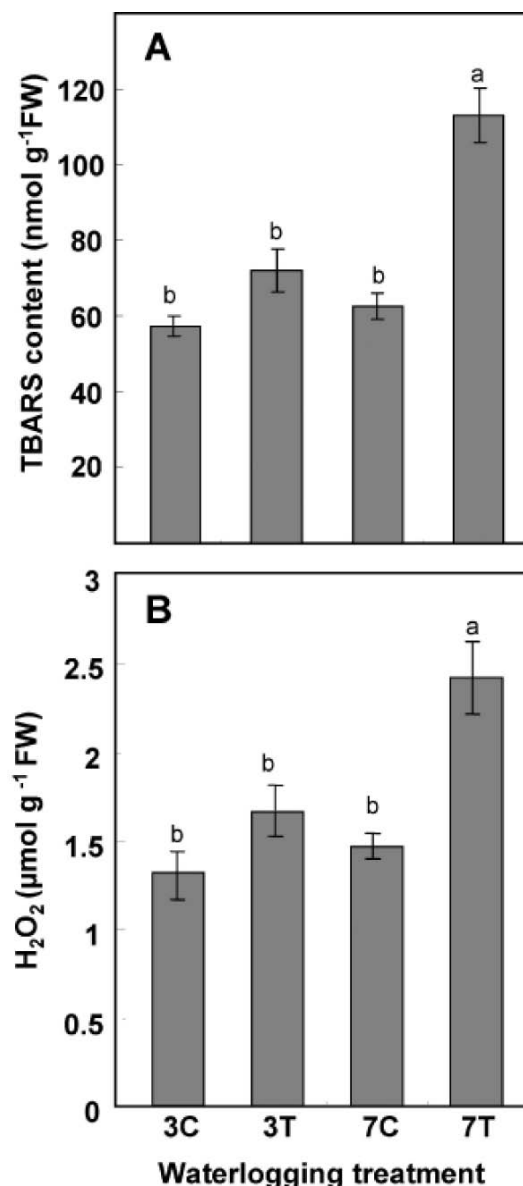 A
TBARS content (nmol g⁻¹FW)
120
100
80
60
40
20
b
b
b
a
B
H₂O₂ (µmol g⁻¹ FW)
3
2.5
2
1.5
1
0.5
0
b
b
b
a
3C 3T 7C 7T
Waterlogging treatment